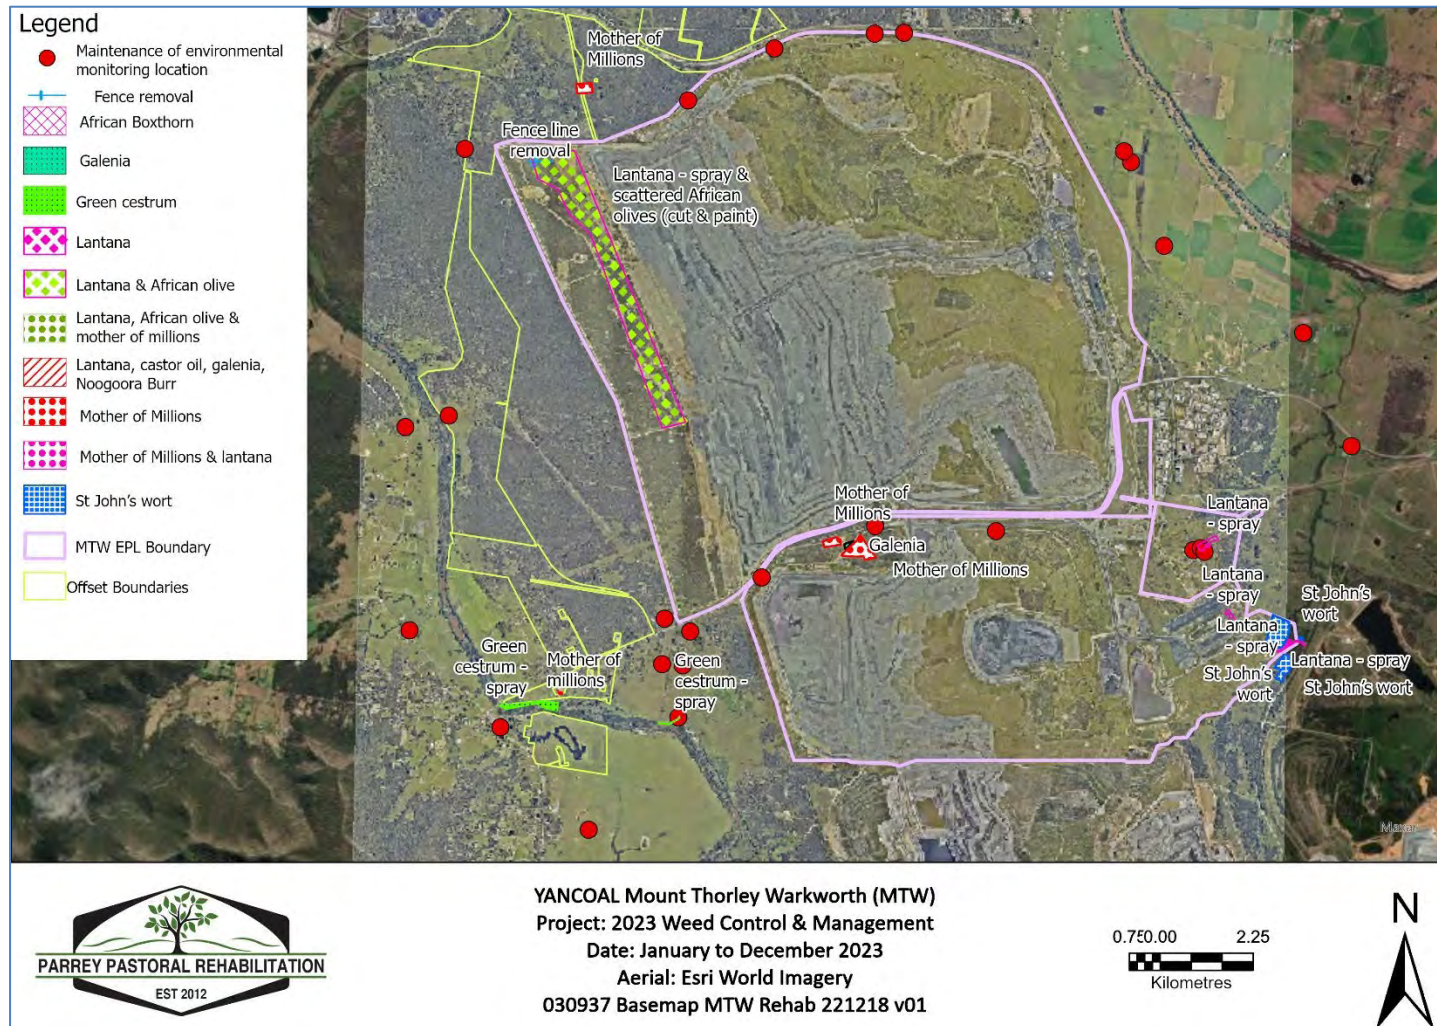 Legend
Maintenance of environmental
monitoring location
Fence removal
African Boxthorn
Galenia
Green cestrum
Lantana
Lantana & African olive
Lantana, African olive &
mother of millions
Lantana, castor oil, galenia,
Noogoora Burr
Mother of Millions
Mother of Millions & lantana
St John's wort
MTW EPL Boundary
Offset Boundaries
Mother of
Millions
Fence line
removal
Lantana - spray &
scattered African
olives (cut & paint)
Mother of
Millions
Galenia
Mother of Millions
Lantana
- spray
Lantana
- spray
St John's
wort
Lantana
- spray
Lantana - spray
St John's
wort
St John's wort
Green
cestrum -
spray
Mother of
millions
Green
cestrum -
spray
Maxar
PARREY PASTORAL REHABILITATION
EST 2012
YANCOAL Mount Thorley Warkworth (MTW)
Project: 2023 Weed Control & Management
Date: January to December 2023
Aerial: Esri World Imagery
030937 Basemap MTW Rehab 221218 v01
0.750.00 2.25
Kilometres
N